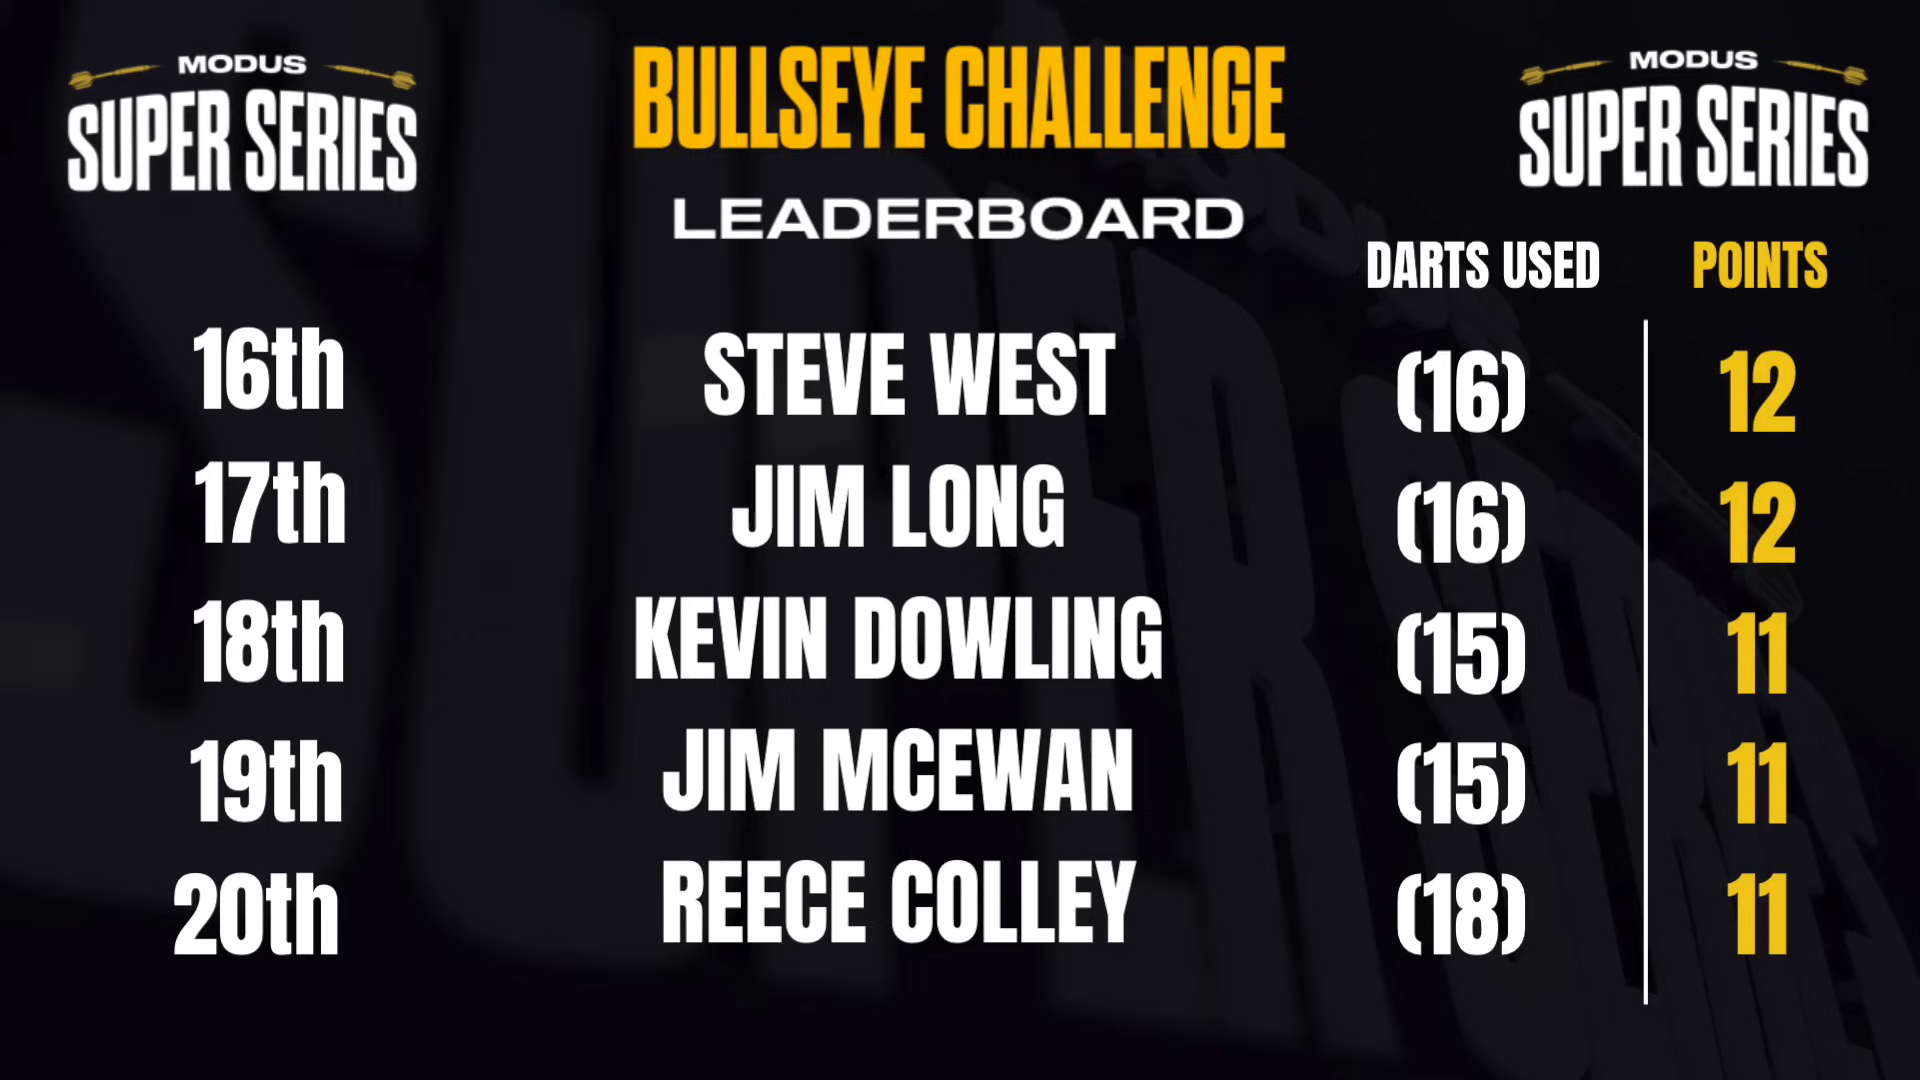 MODUS
SUPER SERIES
BULLSEYE CHALLENGE
LEADERBOARD
MODUS
SUPER SERIES
DARTS USED POINTS
16th STEVE WEST (16) 12
17th JIM LONG (16) 12
18th KEVIN DOWLING (15) 11
19th JIM MCEWAN (15) 11
20th REECE COLLEY (18) 11